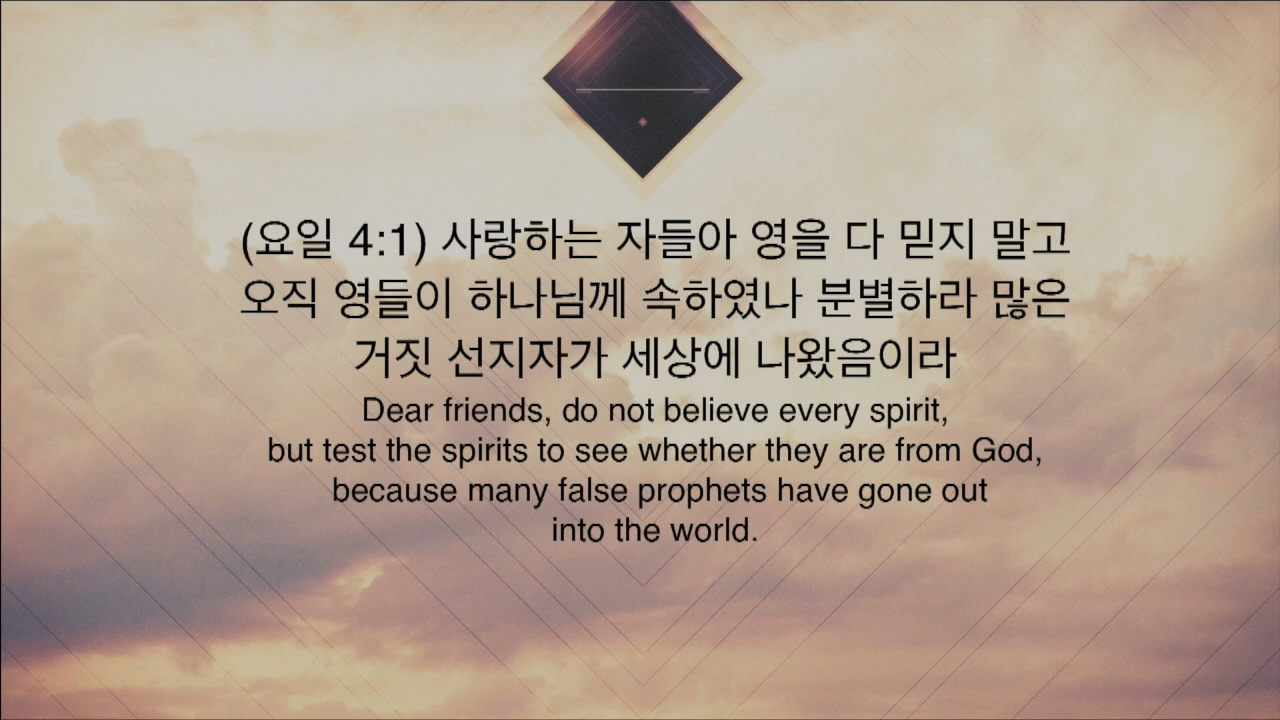 (요일 4:1) 사랑하는 자들아 영을 다 믿지 말고
오직 영들이 하나님께 속하였나 분별하라 많은
거짓 선지자가 세상에 나왔음이라
Dear friends, do not believe every spirit,
but test the spirits to see whether they are from God,
because many false prophets have gone out
into the world.